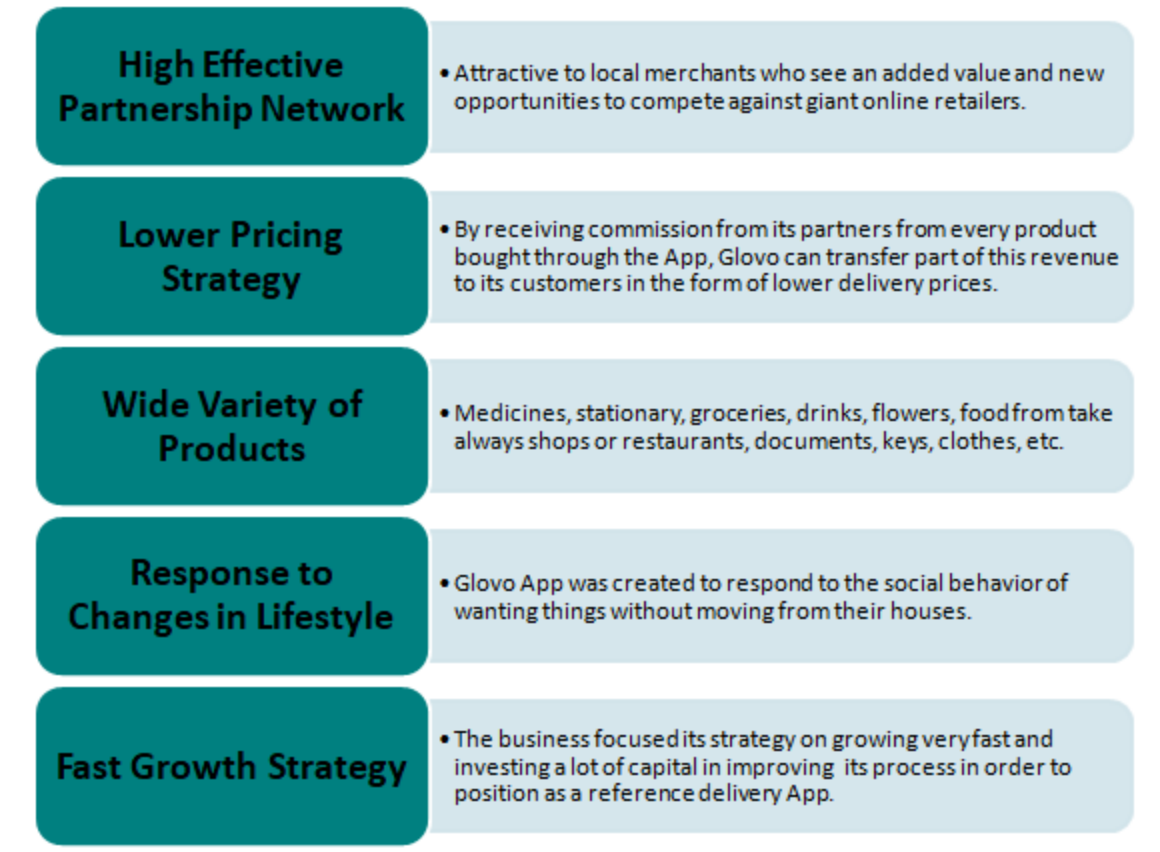 High Effective
Partnership Network
• Attractive to local merchants who see an added value and new
opportunities to compete against giant online retailers.
Lower Pricing
Strategy
• By receiving commission from its partners from every product
bought through the App, Glovo can transfer part of this revenue
to its customers in the form of lower delivery prices.
Wide Variety of
Products
• Medicines, stationary, groceries, drinks, flowers, food from take
always shops or restaurants, documents, keys, clothes, etc.
Response to
Changes in Lifestyle
• Glovo App was created to respond to the social behavior of
wanting things without moving from their houses.
Fast Growth Strategy
• The business focused its strategy on growing very fast and
investing a lot of capital in improving its process in order to
position as a reference delivery App.